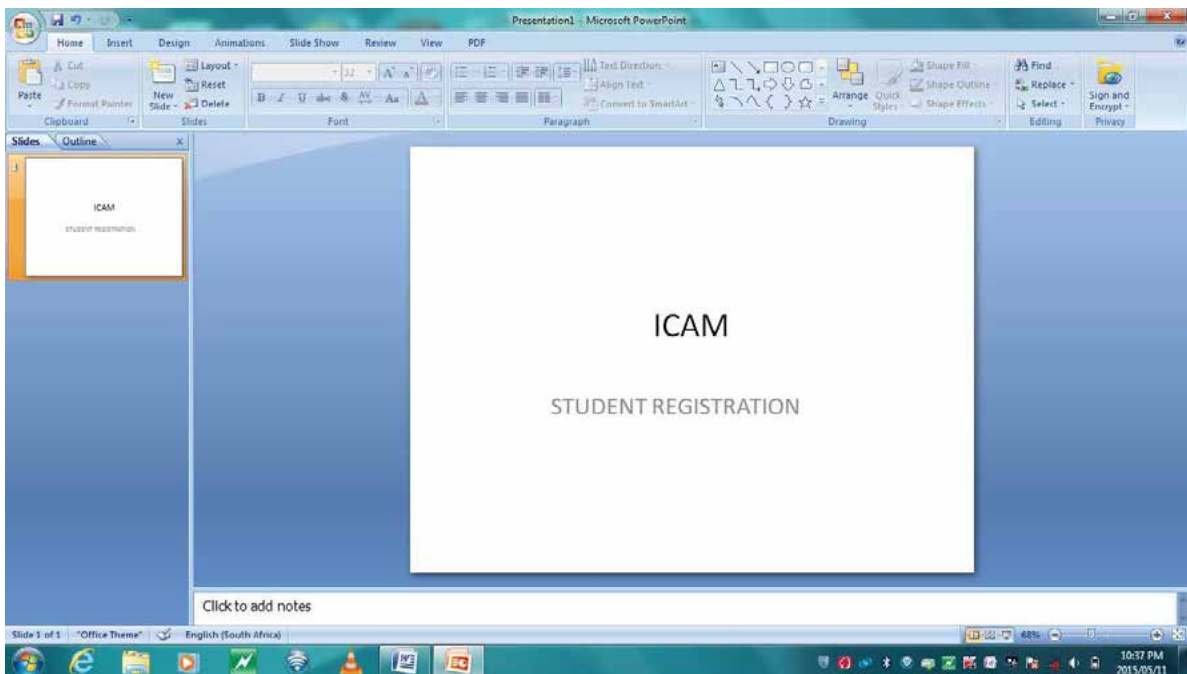 Presentation1 - Microsoft PowerPoint
Home Insert Design Animations Slide Show Review View PDF
Paste
Cut
Copy
Format Painter
Clipboard
New Slide
Layout
Reset
Delete
Slides
32
B I U abc S AV Aa A
Font
Text Direction
Align Text
Convert to SmartArt
Paragraph
Arrange
Quick Styles
Shape Fill
Shape Outline
Shape Effects
Drawing
Find
Replace
Select
Editing
Sign and Encrypt
Privacy
Slides Outline x
ICAM
STUDENT REGISTRATION
ICAM
STUDENT REGISTRATION
Click to add notes
Slide 1 of 1 "Office Theme" English (South Africa) 68%
10:37 PM
2015/05/11